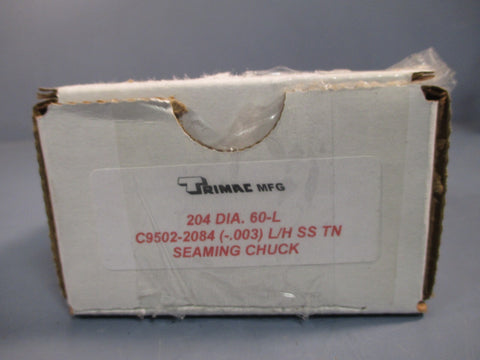 TRIMAC MFG
204 DIA. 60-L
C9502-2084 (-.003) L/H SS TN
SEAMING CHUCK